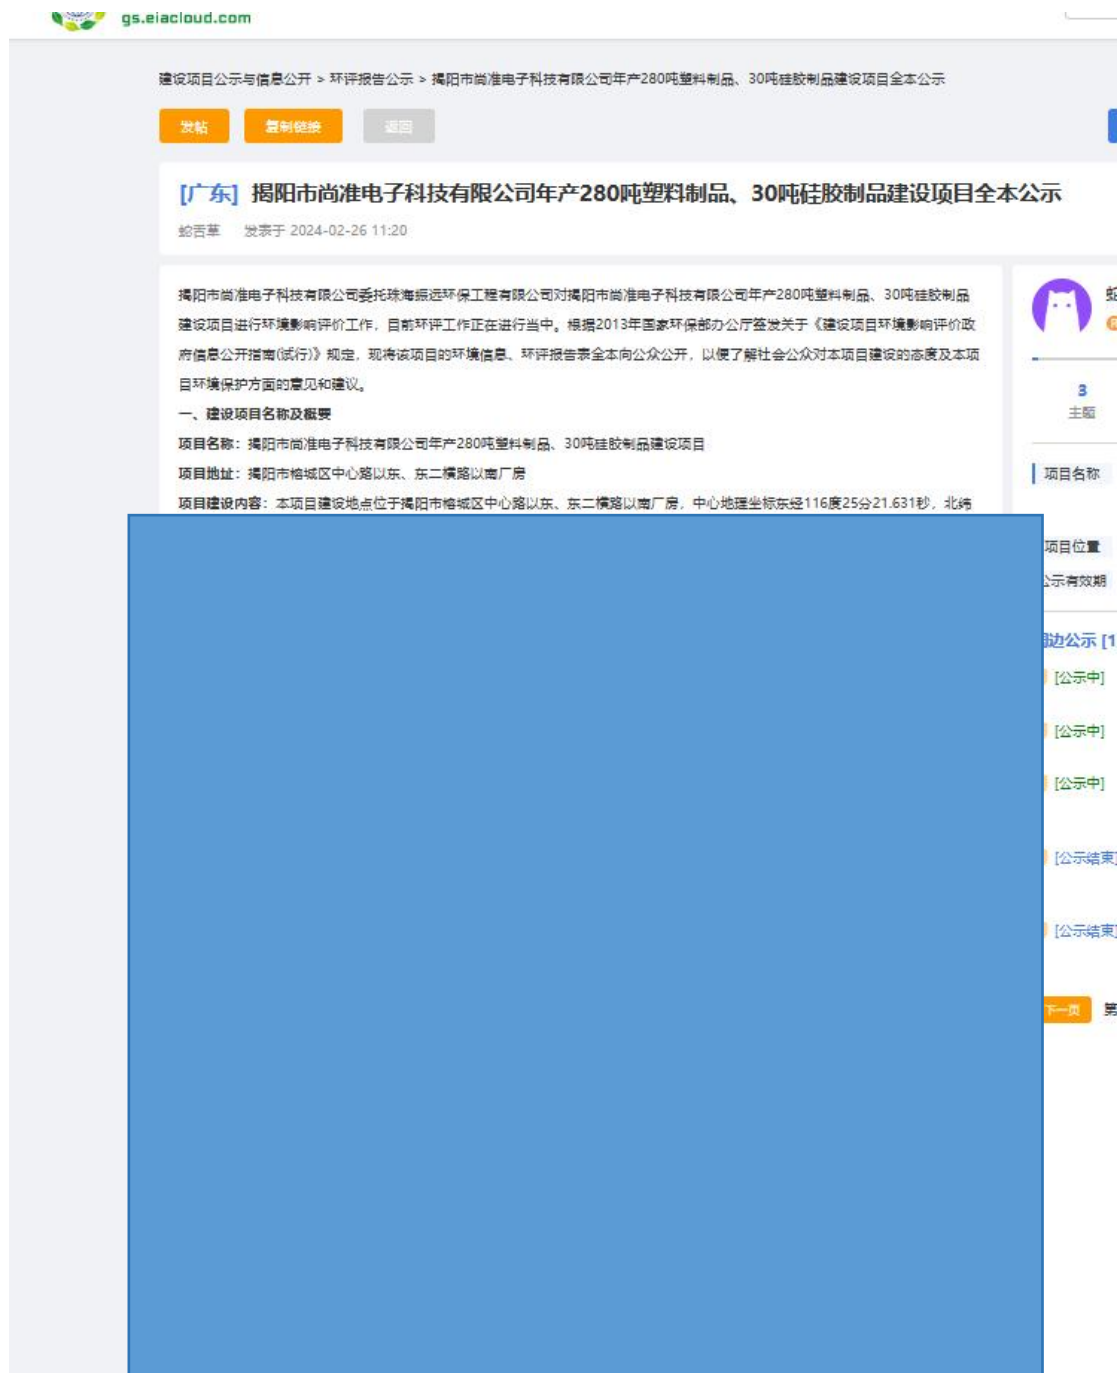 gs.eiacloud.com
建设项目公示与信息公开 > 环评报告公示 > 揭阳市尚准电子科技有限公司年产280吨塑料制品、30吨硅胶制品建设项目全本公示
发帖 复制链接 返回
[广东] 揭阳市尚准电子科技有限公司年产280吨塑料制品、30吨硅胶制品建设项目全本公示
蛇舌草 发表于 2024-02-26 11:20
揭阳市尚准电子科技有限公司委托珠海振远环保工程有限公司对揭阳市尚准电子科技有限公司年产280吨塑料制品、30吨硅胶制品
建设项目进行环境影响评价工作，目前环评工作正在进行当中。根据2013年国家环保部办公厅签发关于《建设项目环境影响评价政
府信息公开指南(试行)》规定，现将该项目的环境信息、环评报告表全本向公众公开，以便了解社会公众对本项目建设的态度及本项
目环境保护方面的意见和建议。
一、建设项目名称及概要
项目名称：揭阳市尚准电子科技有限公司年产280吨塑料制品、30吨硅胶制品建设项目
项目地址：揭阳市榕城区中心路以东、东二横路以南厂房
项目建设内容：本项目建设地点位于揭阳市榕城区中心路以东、东二横路以南厂房，中心地理坐标东经116度25分21.631秒，北纬
3
主题
项目名称
项目位置
公示有效期
周边公示 [1
[公示中]
[公示中]
[公示中]
[公示结束]
[公示结束]
下一页 第